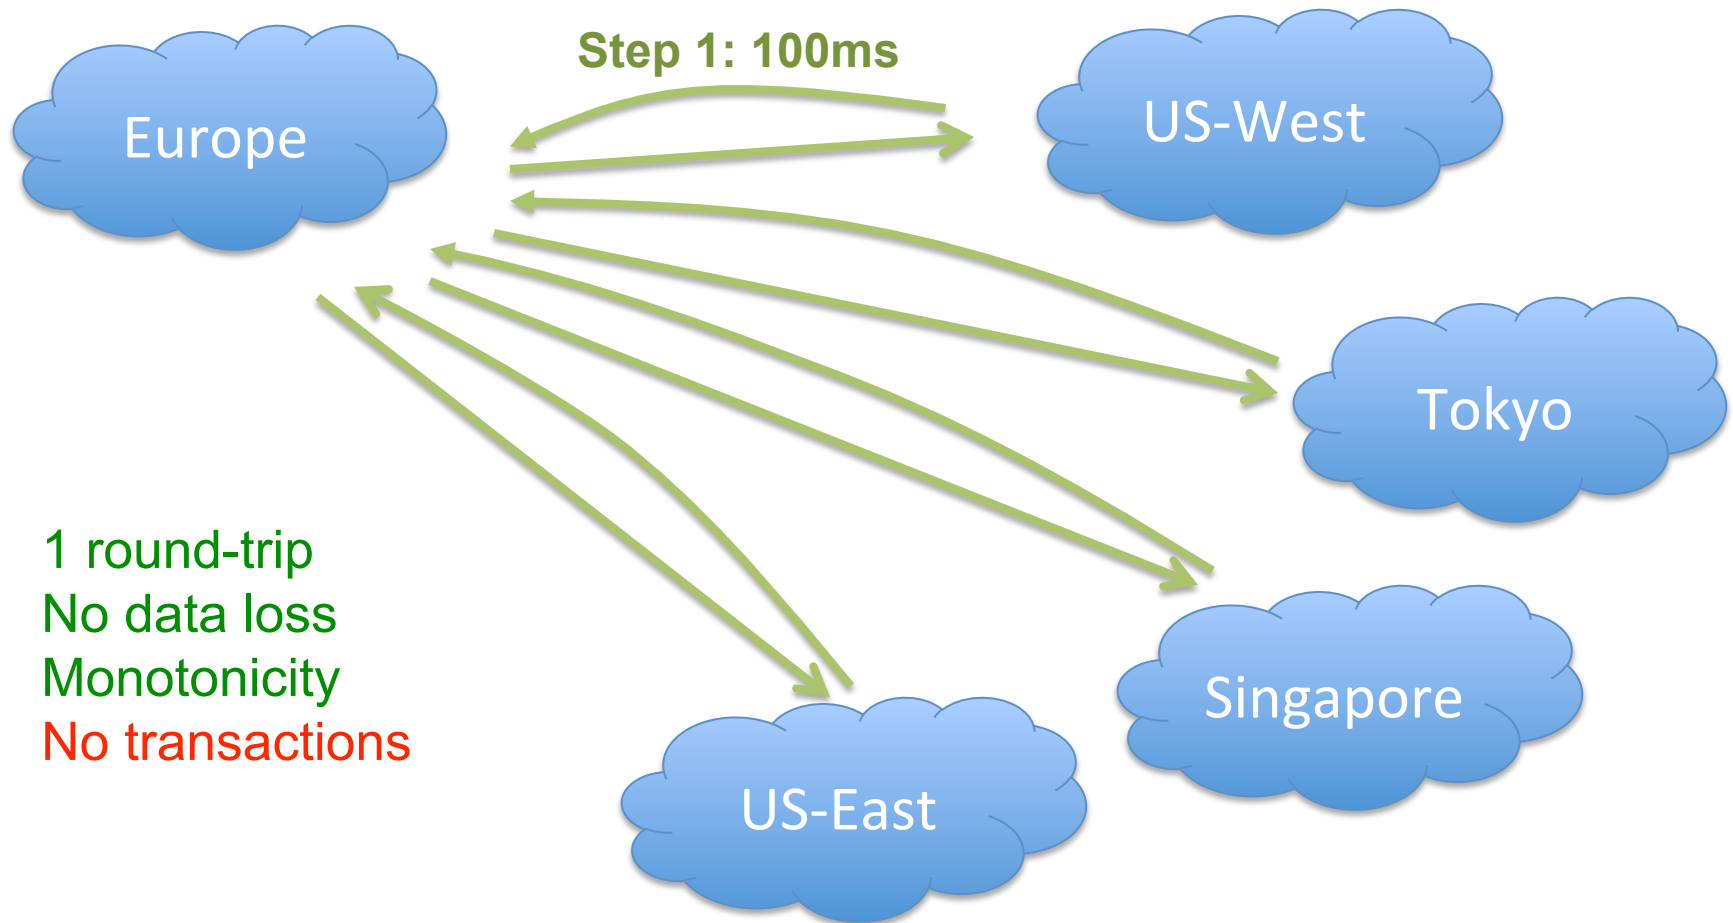 Step 1: 100ms
Europe
US-West
Tokyo
1 round-trip
No data loss
Monotonicity
No transactions
Singapore
US-East